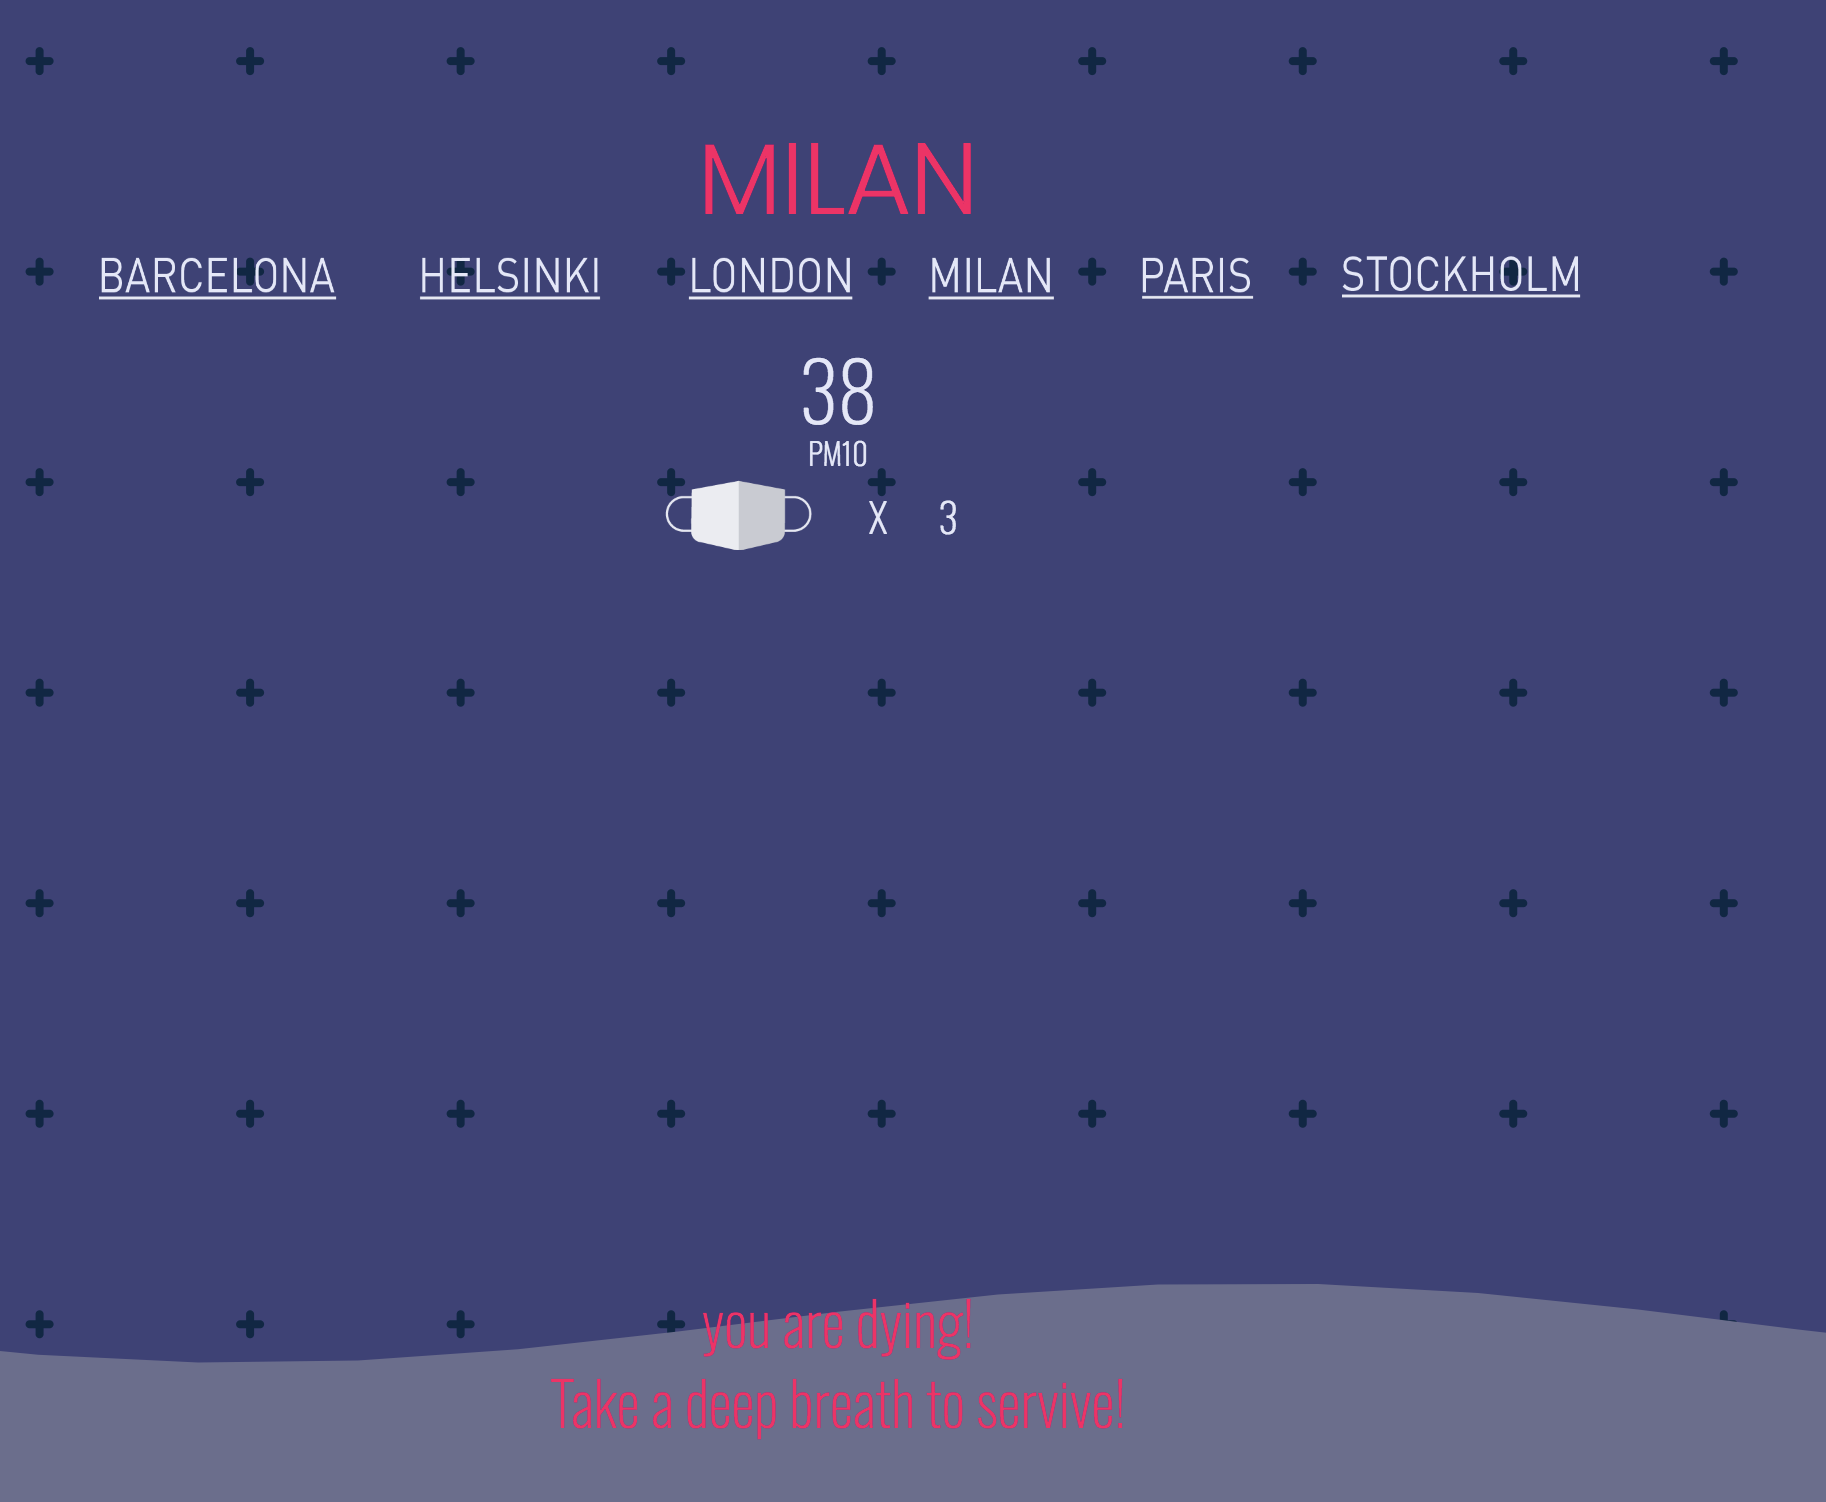 MILAN
BARCELONA HELSINKI LONDON MILAN PARIS STOCKHOLM
38
PM10
X 3
you are dying!
Take a deep breath to servive!